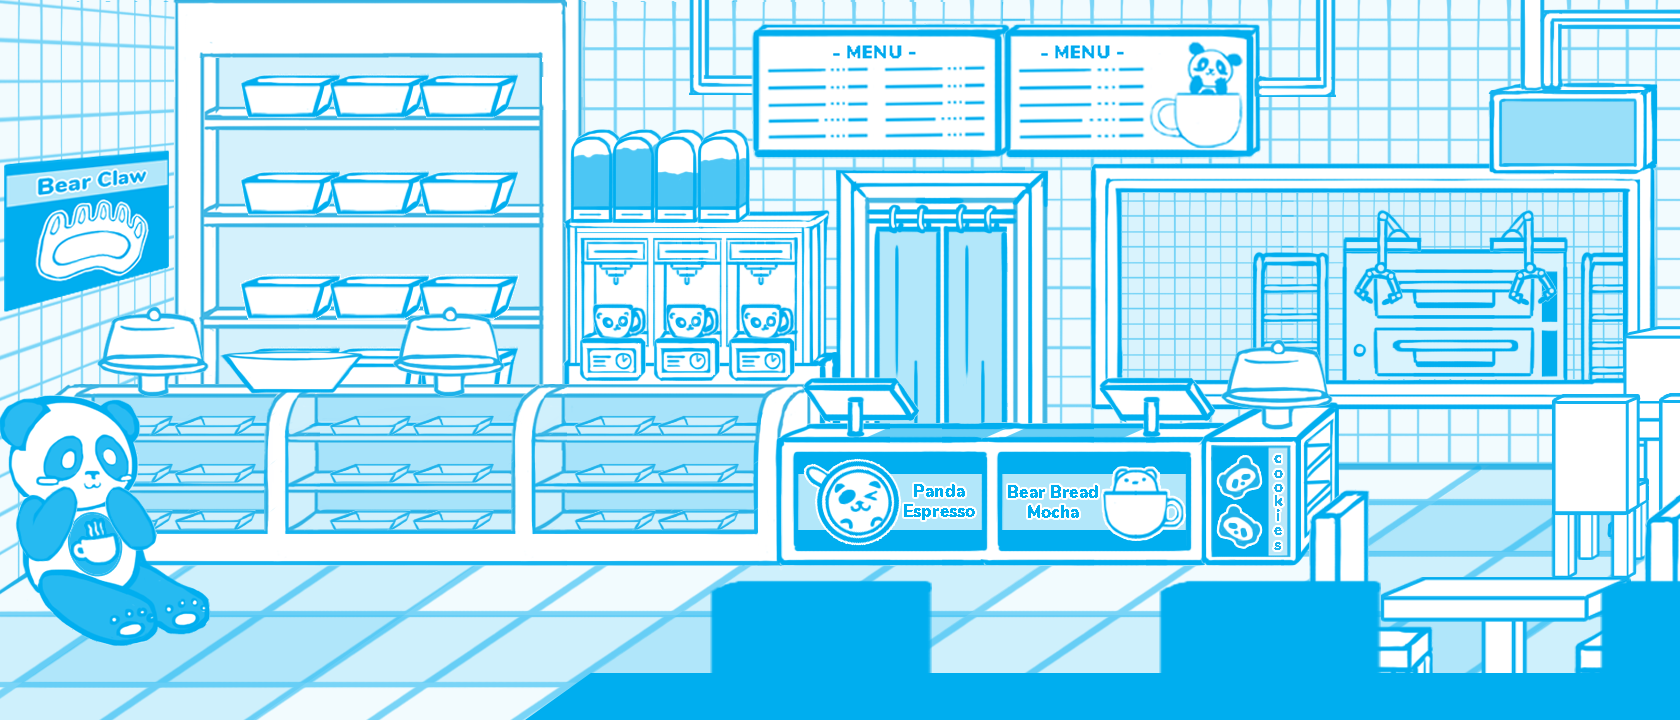 - MENU -
- MENU -
Bear Claw
Panda
Espresso
Bear Bread
Mocha
cookies